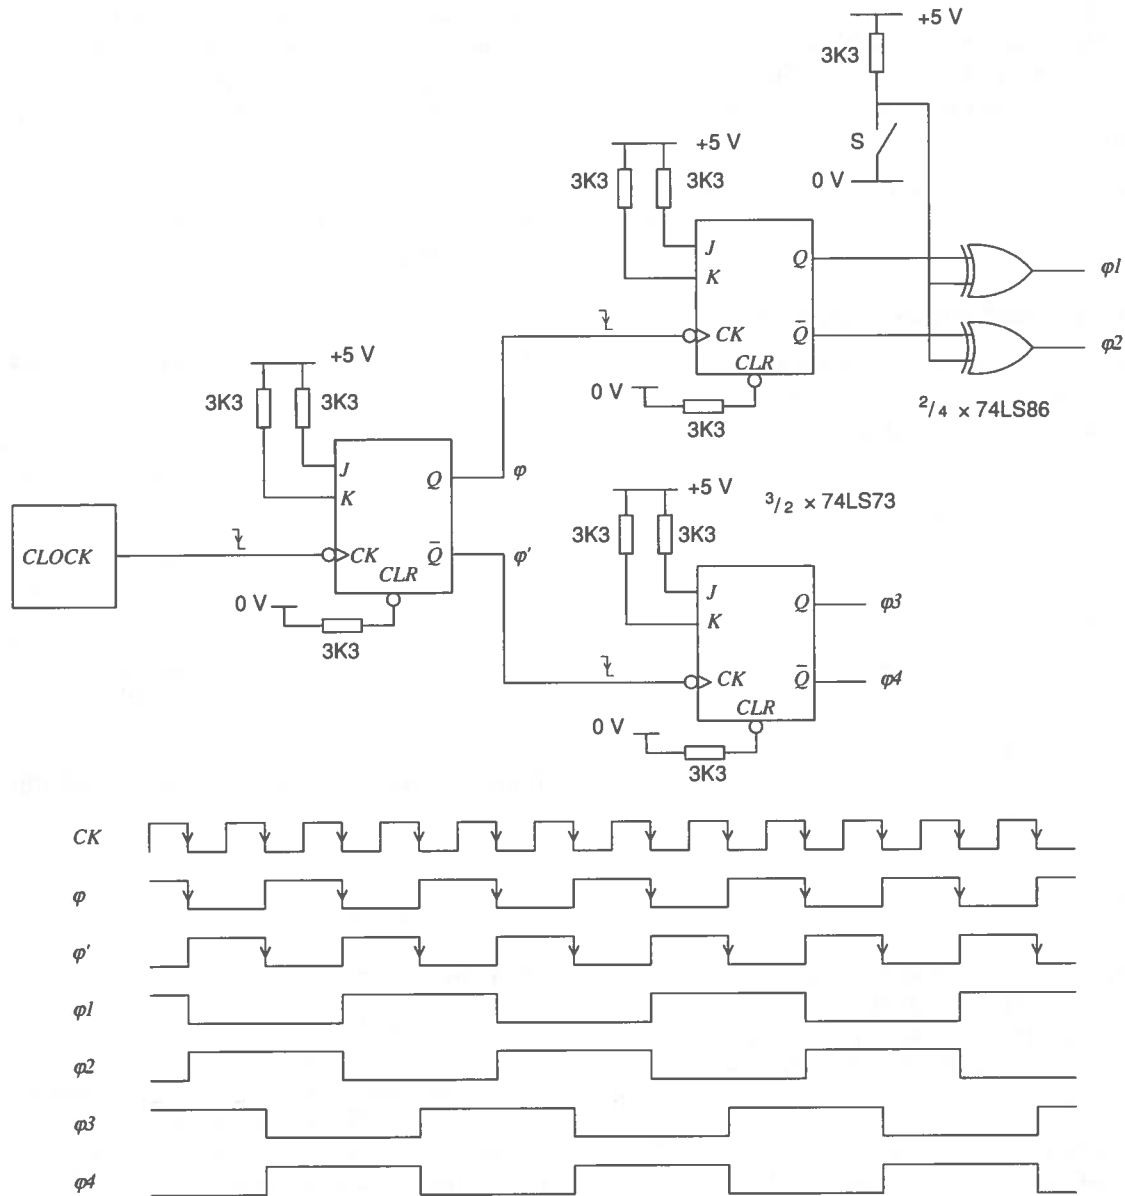 +5 V
3K3
S
0 V
+5 V
3K3 3K3
J
K
Q
φ1
CK
Q̄
φ2
CLR
0 V
3K3
2/4 × 74LS86
+5 V
3K3 3K3
J
K
Q
φ
+5 V
3/2 × 74LS73
3K3 3K3
CLOCK
CK
Q̄
φ'
CLR
0 V
3K3
J
K
Q
φ3
CK
Q̄
φ4
CLR
0 V
3K3
CK
φ
φ'
φ1
φ2
φ3
φ4